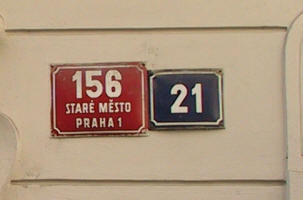 156
STARÉ MĚSTO
PRAHA 1
21